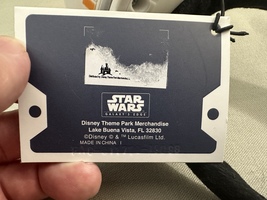 STAR
WARS
GALAXY'S EDGE
Disney Theme Park Merchandise
Lake Buena Vista, FL 32830
©Disney © & ™ Lucasfilm Ltd.
MADE IN CHINA 1